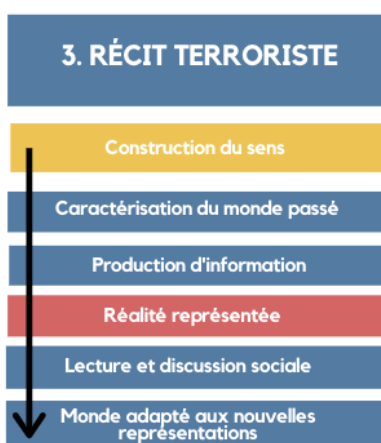 3. RÉCIT TERRORISTE
Construction du sens
Caractérisation du monde passé
Production d'information
Réalité représentée
Lecture et discussion sociale
Monde adapté aux nouvelles
représentations